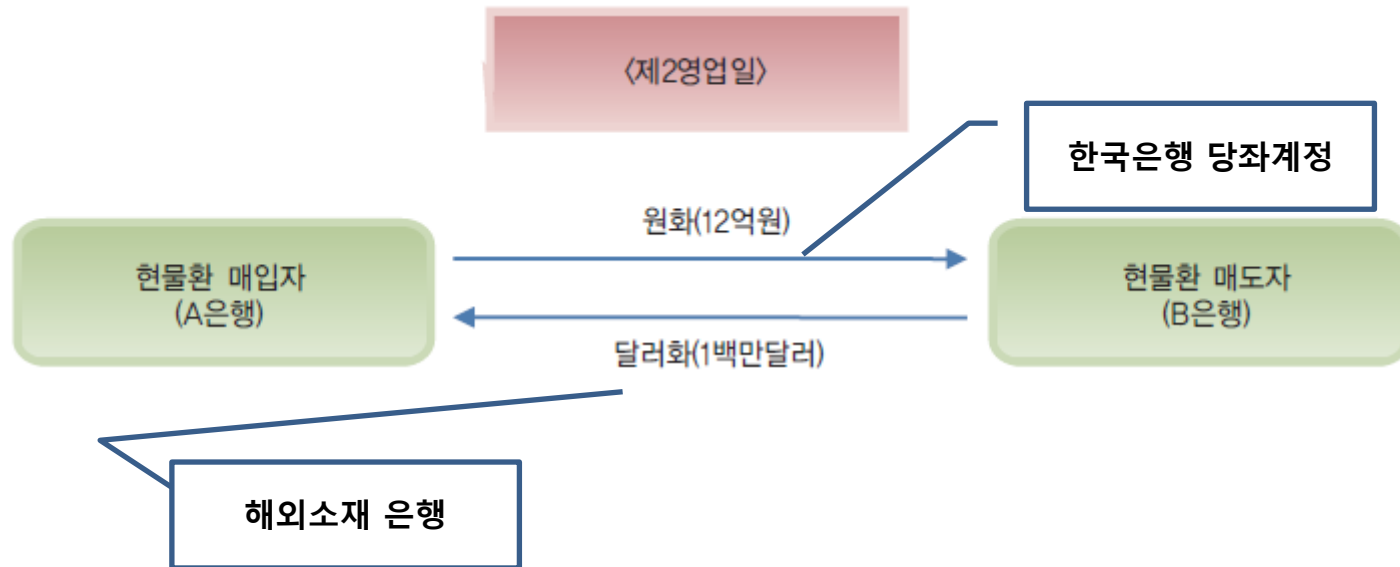 〈제2영업일〉
한국은행 당좌계정
원화(12억원)
현물환 매입자
(A은행)
현물환 매도자
(B은행)
달러화(1백만달러)
해외소재 은행